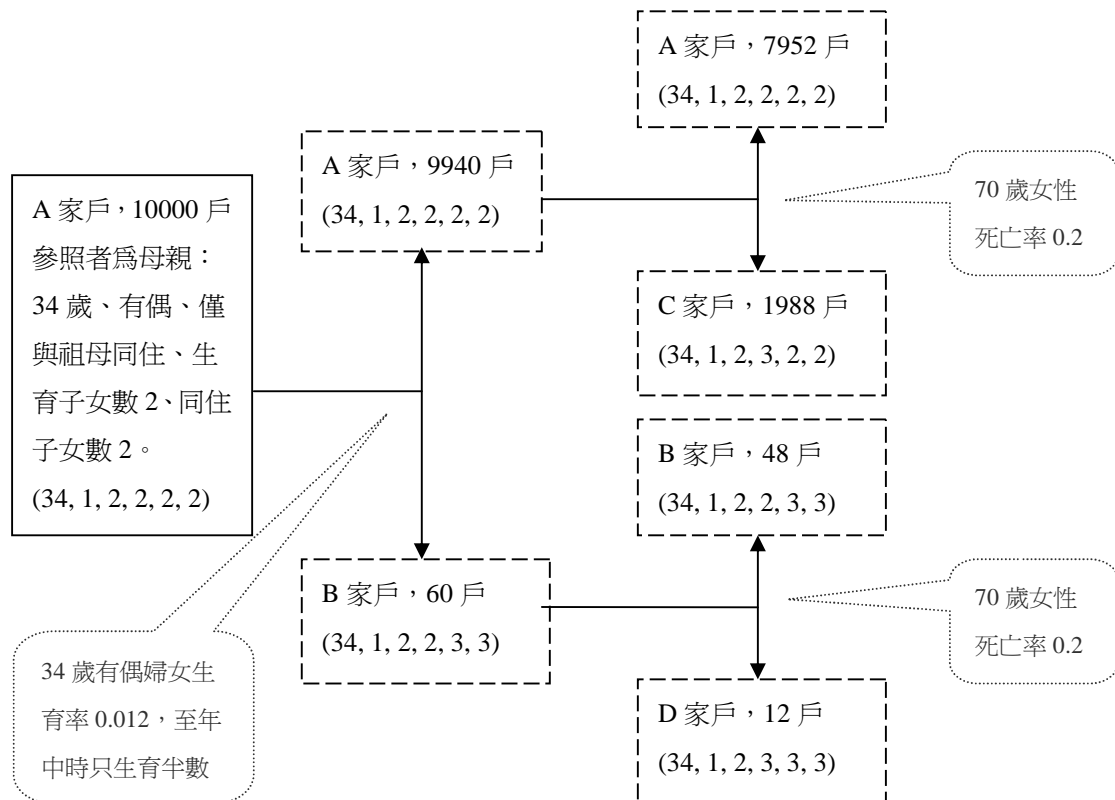 A 家戶，10000 戶
參照者爲母親：
34 歲、有偶、僅
與祖母同住、生
育子女數 2、同住
子女數 2。
(34, 1, 2, 2, 2, 2)
34 歲有偶婦女生
育率 0.012，至年
中時只生育半數
A 家戶，9940 戶
(34, 1, 2, 2, 2, 2)
B 家戶，60 戶
(34, 1, 2, 2, 3, 3)
A 家戶，7952 戶
(34, 1, 2, 2, 2, 2)
70 歲女性
死亡率 0.2
C 家戶，1988 戶
(34, 1, 2, 3, 2, 2)
B 家戶，48 戶
(34, 1, 2, 2, 3, 3)
70 歲女性
死亡率 0.2
D 家戶，12 戶
(34, 1, 2, 3, 3, 3)